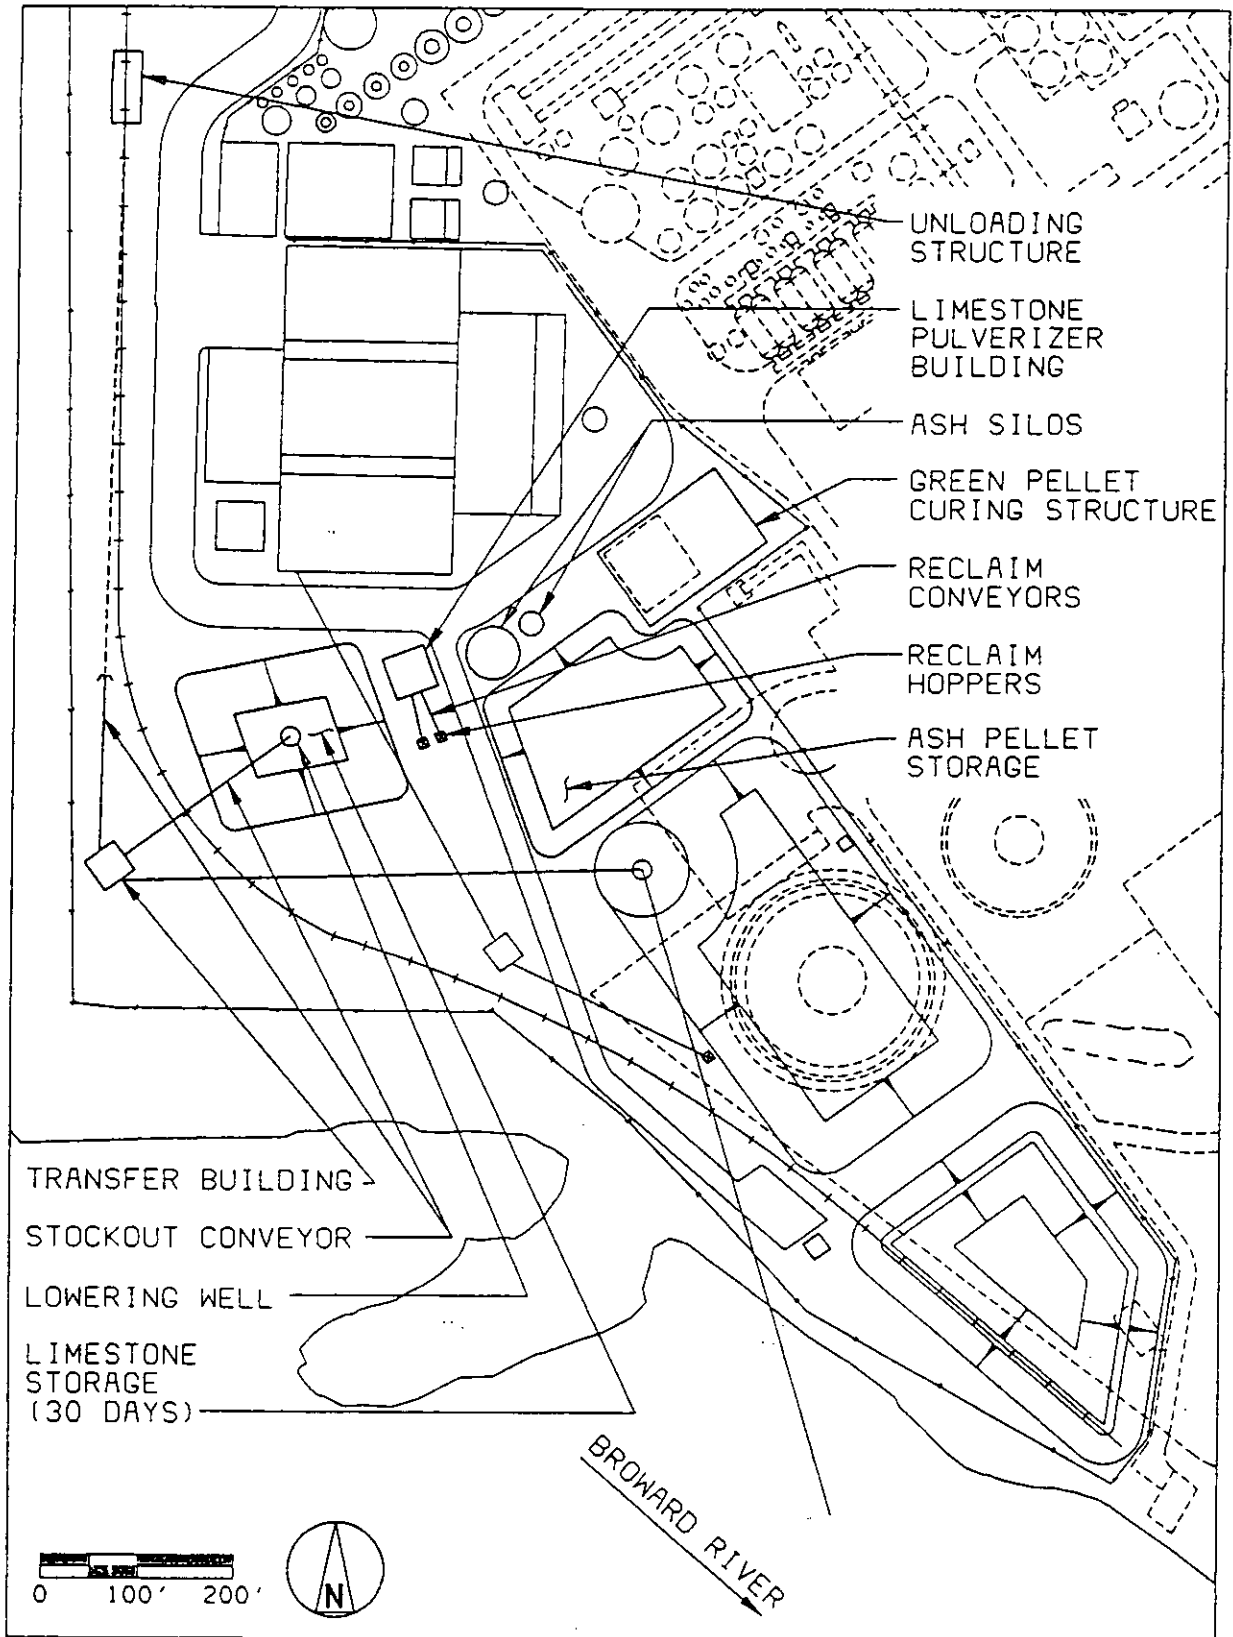 UNLOADING
STRUCTURE
LIMESTONE
PULVERIZER
BUILDING
ASH SILOS
GREEN PELLET
CURING STRUCTURE
RECLAIM
CONVEYORS
RECLAIM
HOPPERS
ASH PELLET
STORAGE
TRANSFER BUILDING
STOCKOUT CONVEYOR
LOWERING WELL
LIMESTONE
STORAGE
(30 DAYS)
BROWARD RIVER
0 100' 200'
N